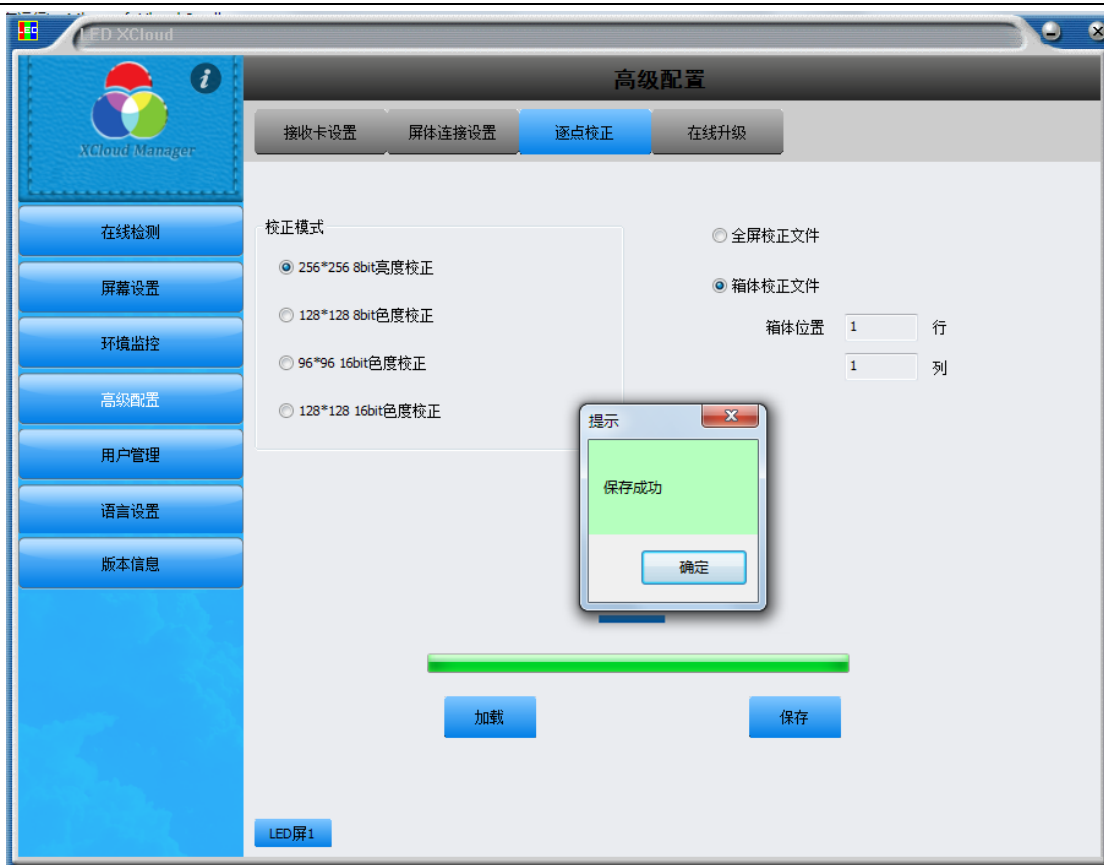 LED XCloud
XCloud Manager
高级配置
接收卡设置 屏体连接设置 逐点校正 在线升级
在线检测
屏幕设置
环境监控
高级配置
用户管理
语言设置
版本信息
校正模式
256*256 8bit亮度校正
128*128 8bit色度校正
96*96 16bit色度校正
128*128 16bit色度校正
全屏校正文件
箱体校正文件
箱体位置 1 行
1 列
提示
保存成功
确定
加载 保存
LED屏1